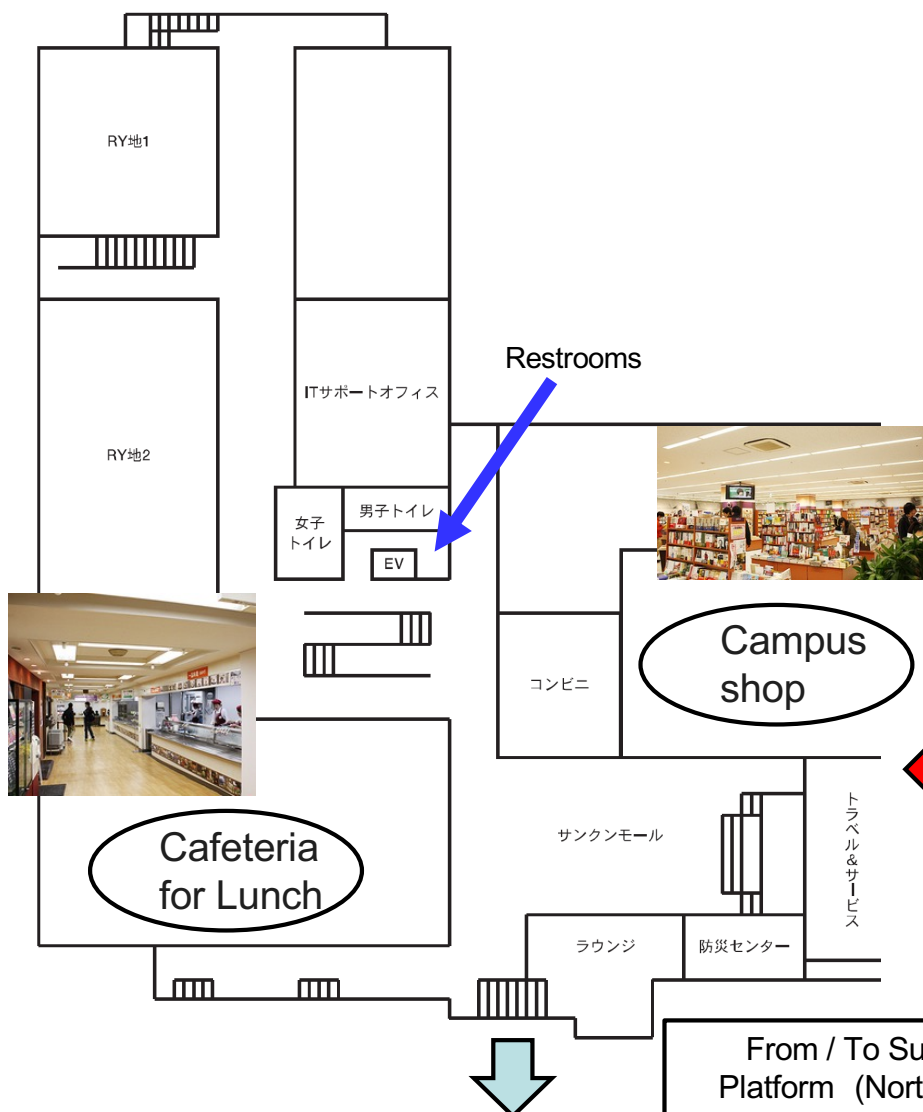 RY地1
Restrooms
ITサポートオフィス
RY地2
女子
トイレ
男子トイレ
EV
Campus
shop
コンビニ
Cafeteria
for Lunch
サンクンモール
トラベル&サービス
ラウンジ
防災センター
From / To Su
Platform (Nort